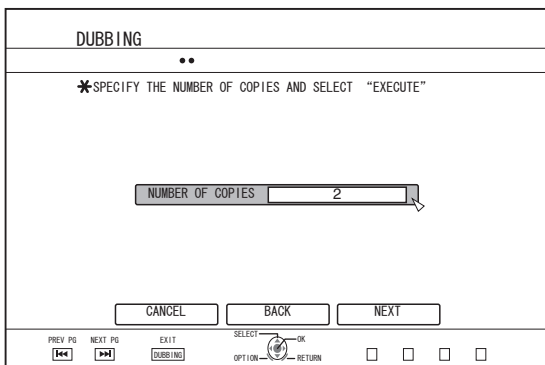 DUBBING
••
*SPECIFY THE NUMBER OF COPIES AND SELECT “EXECUTE”
NUMBER OF COPIES 2
CANCEL BACK NEXT
PREV PG NEXT PG EXIT SELECT OK
DUBBING OPTION RETURN